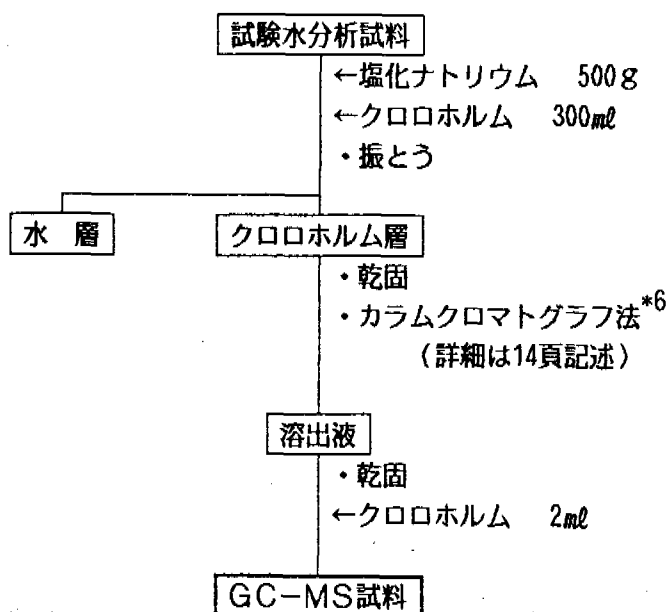 試験水分析試料
←塩化ナトリウム 500g
←クロロホルム 300ml
・振とう
水 層
クロロホルム層
・乾固
・カラムクロマトグラフ法*6
(詳細は14頁記述)
溶出液
・乾固
←クロロホルム 2ml
GC-MS試料